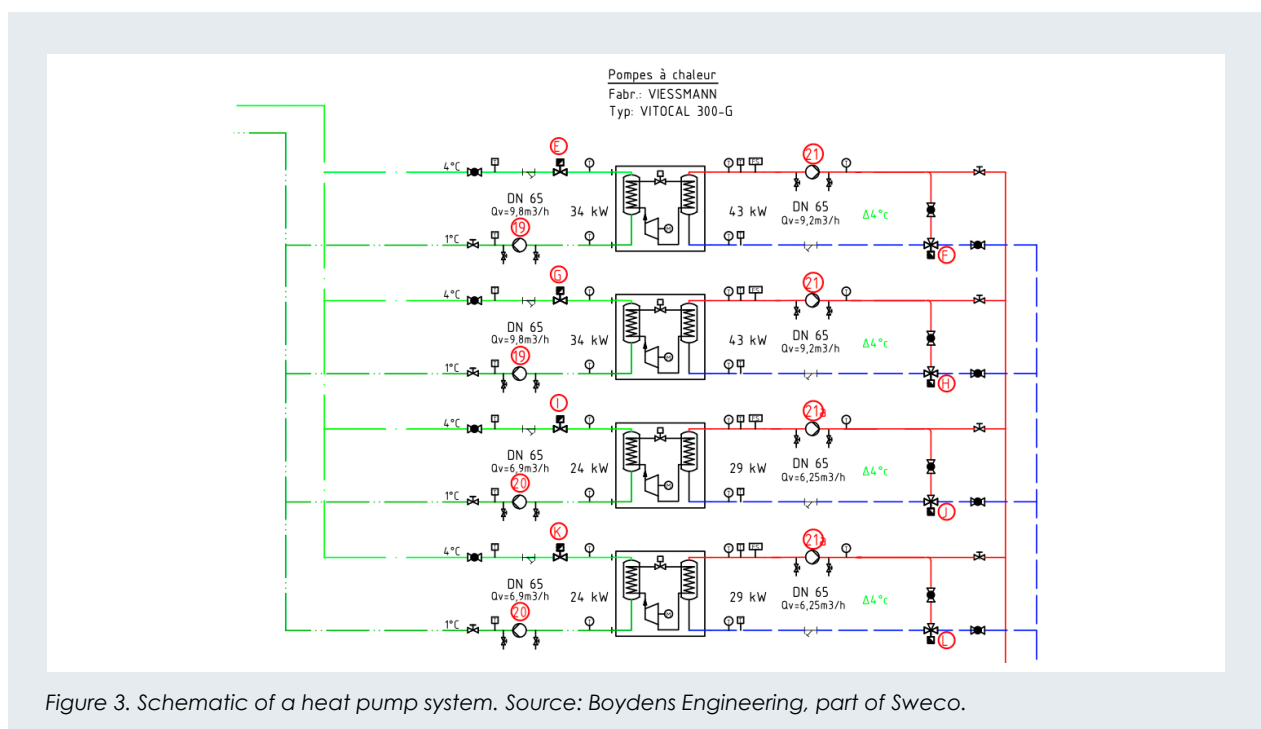 Pompes à chaleur
Fabr.: VIESSMANN
Typ: VITOCAL 300-G
E
21
4°C T T T T FS T
DN 65
Qv=9,8m3/h
34 kW
43 kW
DN 65
Qv=9,2m3/h
Δ4°c
19
1°C T T M T T
F
G
21
4°C T T T T FS T
DN 65
Qv=9,8m3/h
34 kW
43 kW
DN 65
Qv=9,2m3/h
Δ4°c
19
1°C T T M T T
H
I
21a
4°C T T T T FS T
DN 65
Qv=6,9m3/h
24 kW
29 kW
DN 65
Qv=6,25m3/h
Δ4°c
20
1°C T T M T T
J
K
21a
4°C T T T T FS T
DN 65
Qv=6,9m3/h
24 kW
29 kW
DN 65
Qv=6,25m3/h
Δ4°c
20
1°C T T M T T
L
Figure 3. Schematic of a heat pump system. Source: Boydens Engineering, part of Sweco.